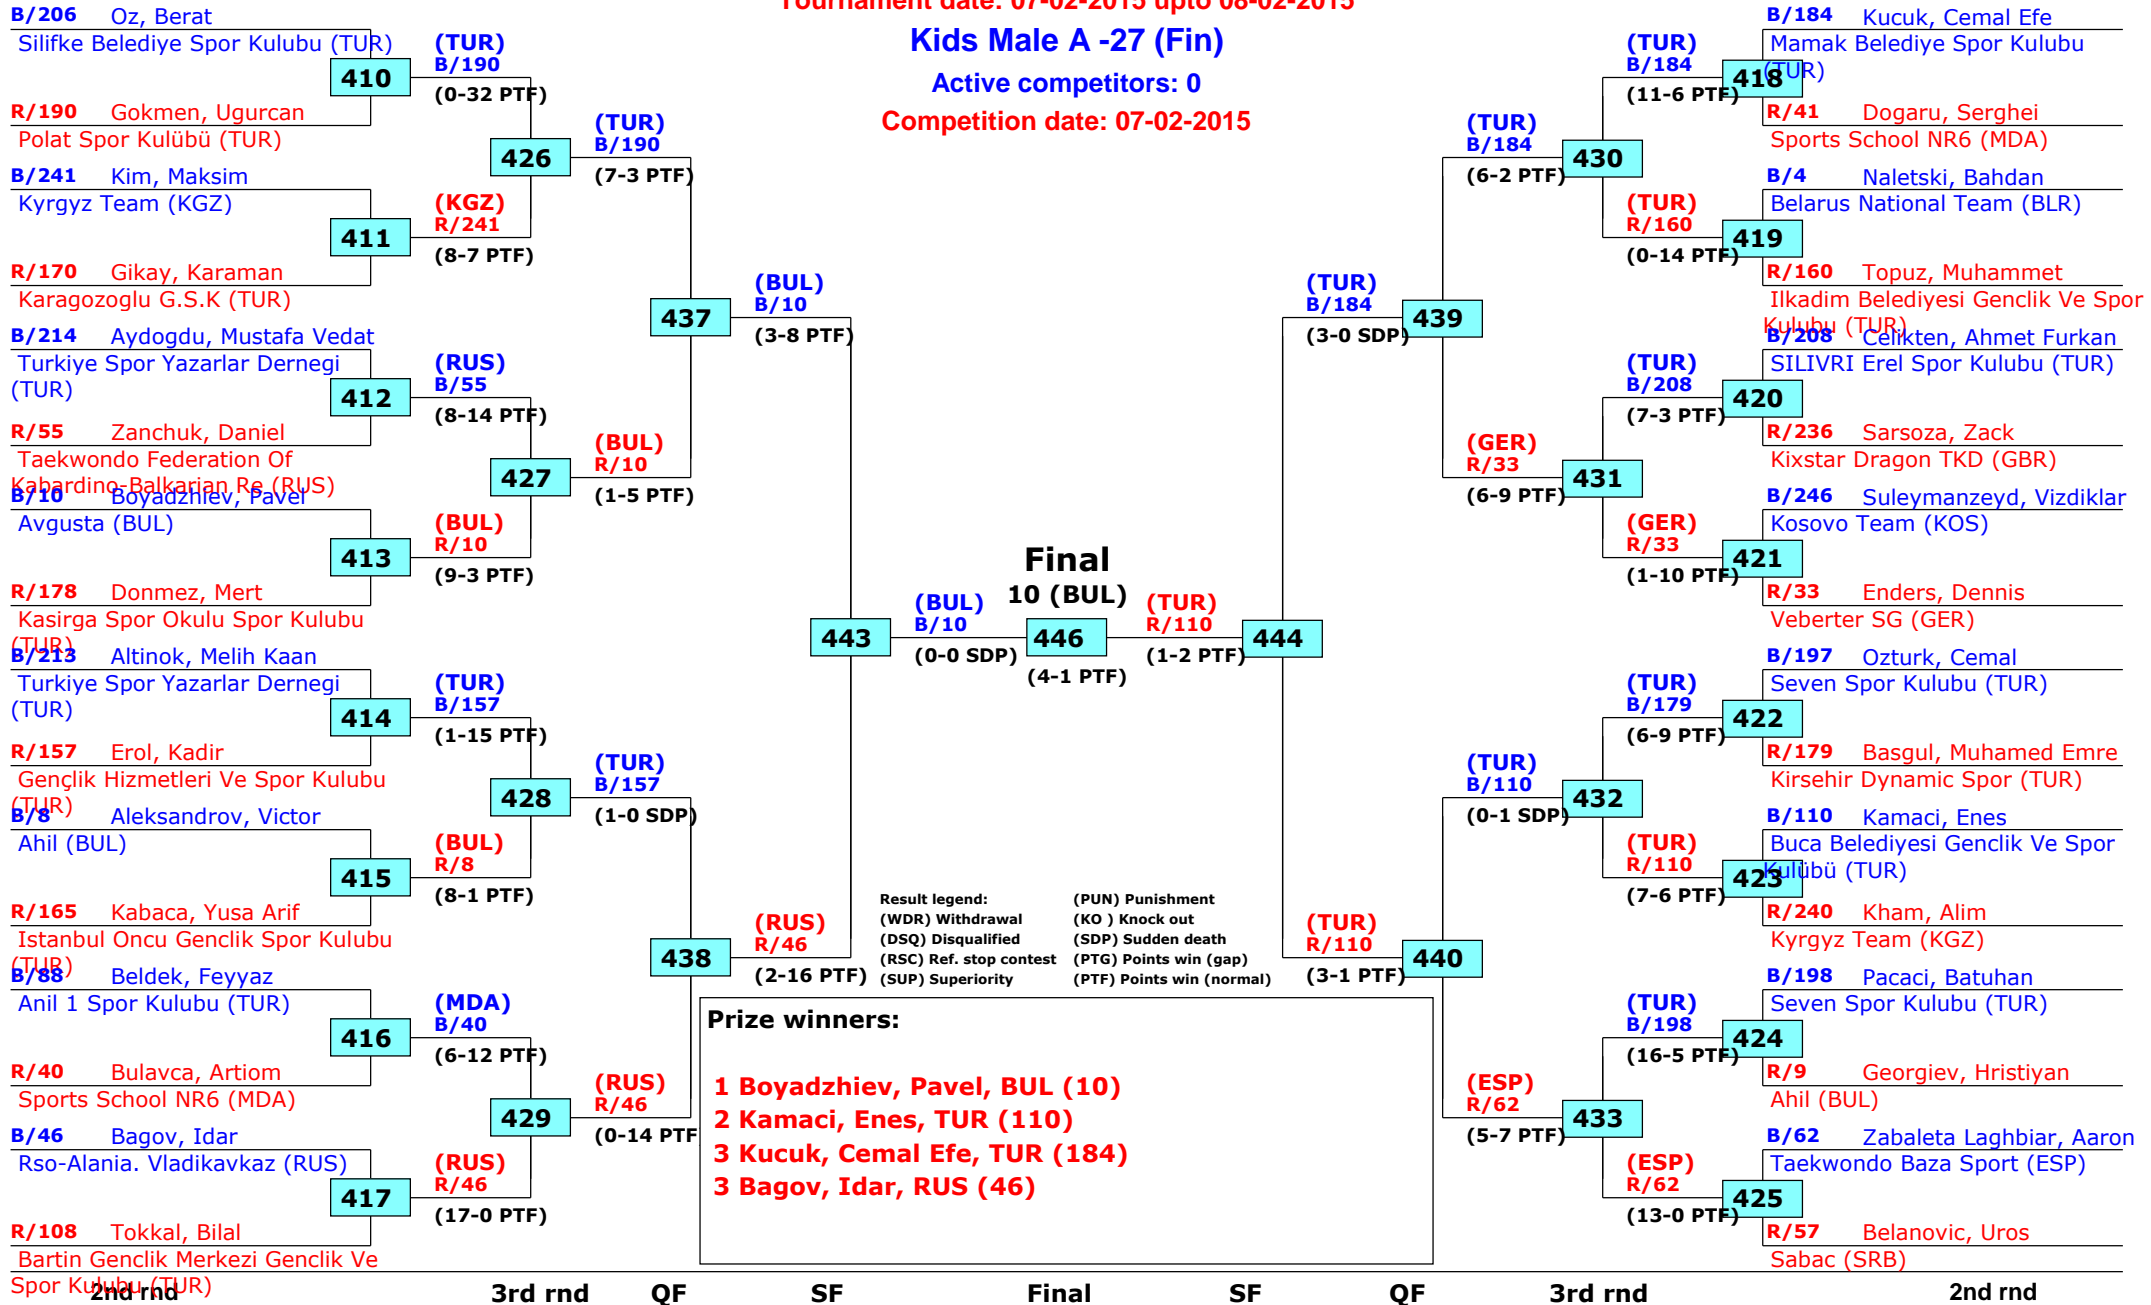 Tournament date: 07-02-2015 upto 08-02-2015
Kids Male A -27 (Fin)
Active competitors: 0
Competition date: 07-02-2015
B/206 Oz, Berat
Silifke Belediye Spor Kulubu (TUR)
410
R/190 Gokmen, Ugurcan
Polat Spor Kulübü (TUR)
B/241 Kim, Maksim
Kyrgyz Team (KGZ)
411
R/170 Gikay, Karaman
Karagozoglu G.S.K (TUR)
B/214 Aydogdu, Mustafa Vedat
Turkiye Spor Yazarlar Dernegi
(TUR)
412
R/55 Zanchuk, Daniel
Taekwondo Federation Of
Kabardino-Balkarian Re (RUS)
B/10 Boyadzhiev, Pavel
Avgusta (BUL)
413
R/178 Donmez, Mert
Kasirga Spor Okulu Spor Kulubu
(TUR)
B/213 Altinok, Melih Kaan
Turkiye Spor Yazarlar Dernegi
(TUR)
414
R/157 Erol, Kadir
Gençlik Hizmetleri Ve Spor Kulubu
(TUR)
B/8 Aleksandrov, Victor
Ahil (BUL)
415
R/165 Kabaca, Yusa Arif
Istanbul Oncu Genclik Spor Kulubu
(TUR)
B/88 Beldek, Feyyaz
Anil 1 Spor Kulubu (TUR)
416
R/40 Bulavca, Artiom
Sports School NR6 (MDA)
B/46 Bagov, Idar
Rso-Alania. Vladikavkaz (RUS)
417
R/108 Tokkal, Bilal
Bartin Genclik Merkezi Genclik Ve
Spor Kulubu (TUR)
(TUR)
B/190
(0-32 PTF)
426
(KGZ)
R/241
(8-7 PTF)
(RUS)
B/55
(8-14 PTF)
427
(BUL)
R/10
(9-3 PTF)
(TUR)
B/157
(1-15 PTF)
428
(BUL)
R/8
(8-1 PTF)
(MDA)
B/40
(6-12 PTF)
429
(RUS)
R/46
(17-0 PTF)
(TUR)
B/190
(7-3 PTF)
437
(BUL)
R/10
(1-5 PTF)
(TUR)
B/157
(1-0 SDP)
438
(RUS)
R/46
(0-14 PTF
(BUL)
B/10
(3-8 PTF)
443
(RUS)
R/46
(2-16 PTF)
(BUL)
B/10
(0-0 SDP)
Final
10 (BUL)
446
(4-1 PTF)
(TUR)
R/110
(1-2 PTF)
444
(TUR)
B/184
(3-0 SDP)
439
(TUR)
R/110
(3-1 PTF)
440
(TUR)
B/184
(6-2 PTF)
430
(GER)
R/33
(6-9 PTF)
431
(TUR)
B/110
(0-1 SDP)
432
(ESP)
R/62
(5-7 PTF)
433
(TUR)
B/184
(11-6 PTF)
(TUR)
R/160
(0-14 PTF)
(TUR)
B/208
(7-3 PTF)
(GER)
R/33
(1-10 PTF)
(TUR)
B/179
(6-9 PTF)
(TUR)
R/110
(7-6 PTF)
(TUR)
B/198
(16-5 PTF)
(ESP)
R/62
(13-0 PTF)
B/184 Kucuk, Cemal Efe
Mamak Belediye Spor Kulubu
(TUR)
418
R/41 Dogaru, Serghei
Sports School NR6 (MDA)
B/4 Naletski, Bahdan
Belarus National Team (BLR)
419
R/160 Topuz, Muhammet
Ilkadim Belediyesi Genclik Ve Spor
Kulubu (TUR)
B/208 Celikten, Ahmet Furkan
SILIVRI Erel Spor Kulubu (TUR)
420
R/236 Sarsoza, Zack
Kixstar Dragon TKD (GBR)
B/246 Suleymanzeyd, Vizdiklar
Kosovo Team (KOS)
421
R/33 Enders, Dennis
Veberter SG (GER)
B/197 Ozturk, Cemal
Seven Spor Kulubu (TUR)
422
R/179 Basgul, Muhamed Emre
Kirsehir Dynamic Spor (TUR)
B/110 Kamaci, Enes
Buca Belediyesi Genclik Ve Spor
Kulübü (TUR)
423
R/240 Kham, Alim
Kyrgyz Team (KGZ)
B/198 Pacaci, Batuhan
Seven Spor Kulubu (TUR)
424
R/9 Georgiev, Hristiyan
Ahil (BUL)
B/62 Zabaleta Laghbiar, Aaron
Taekwondo Baza Sport (ESP)
425
R/57 Belanovic, Uros
Sabac (SRB)
Result legend: (PUN) Punishment
(WDR) Withdrawal (KO ) Knock out
(DSQ) Disqualified (SDP) Sudden death
(RSC) Ref. stop contest (PTG) Points win (gap)
(SUP) Superiority (PTF) Points win (normal)
Prize winners:
1 Boyadzhiev, Pavel, BUL (10)
2 Kamaci, Enes, TUR (110)
3 Kucuk, Cemal Efe, TUR (184)
3 Bagov, Idar, RUS (46)
2nd rnd 3rd rnd QF SF Final SF QF 3rd rnd 2nd rnd